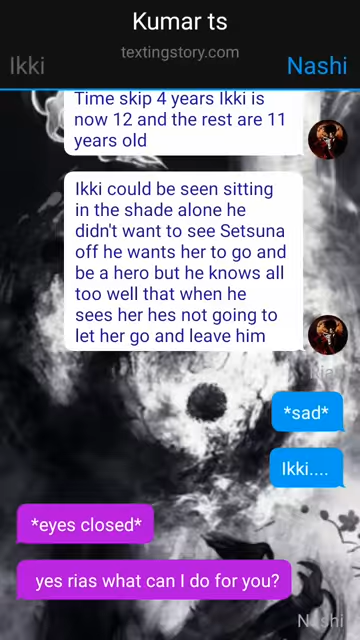 Kumar ts
textingstory.com
Ikki
Nashi
Time skip 4 years Ikki is
now 12 and the rest are 11
years old
Ikki could be seen sitting
in the shade alone he
didn't want to see Setsuna
off he wants her to go and
be a hero but he knows all
too well that when he
sees her hes not going to
let her go and leave him
*sad*
Ikki....
*eyes closed*
yes rias what can I do for you?
Nashi